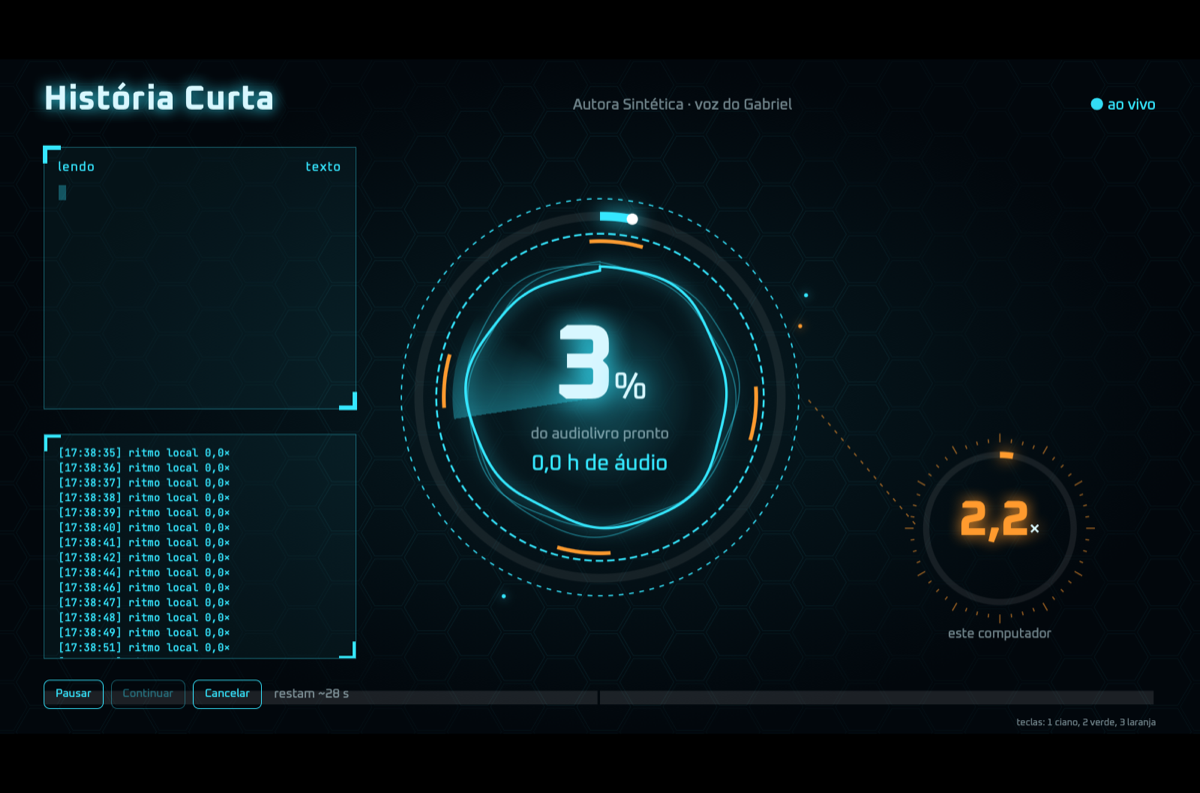 História Curta
Autora Sintética · voz do Gabriel
ao vivo
lendo
texto
[17:38:35] ritmo local 0,0×
[17:38:36] ritmo local 0,0×
[17:38:37] ritmo local 0,0×
[17:38:38] ritmo local 0,0×
[17:38:39] ritmo local 0,0×
[17:38:40] ritmo local 0,0×
[17:38:41] ritmo local 0,0×
[17:38:42] ritmo local 0,0×
[17:38:44] ritmo local 0,0×
[17:38:46] ritmo local 0,0×
[17:38:47] ritmo local 0,0×
[17:38:48] ritmo local 0,0×
[17:38:49] ritmo local 0,0×
[17:38:51] ritmo local 0,0×
3%
do audiolivro pronto
0,0 h de áudio
2,2×
este computador
Pausar
Continuar
Cancelar
restam ~28 s
teclas: 1 ciano, 2 verde, 3 laranja